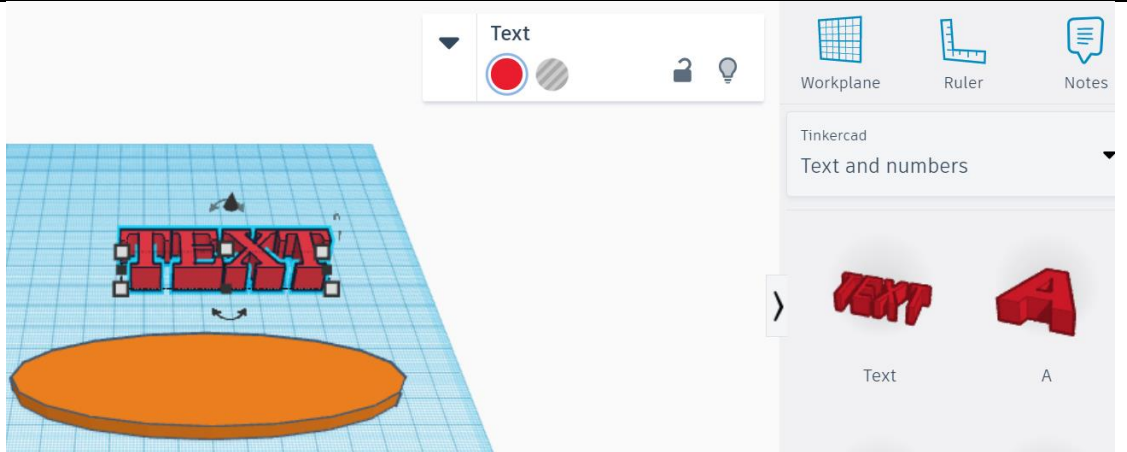 Text
Workplane Ruler Notes
Tinkercad
Text and numbers
TEXT
TEXT A
Text A